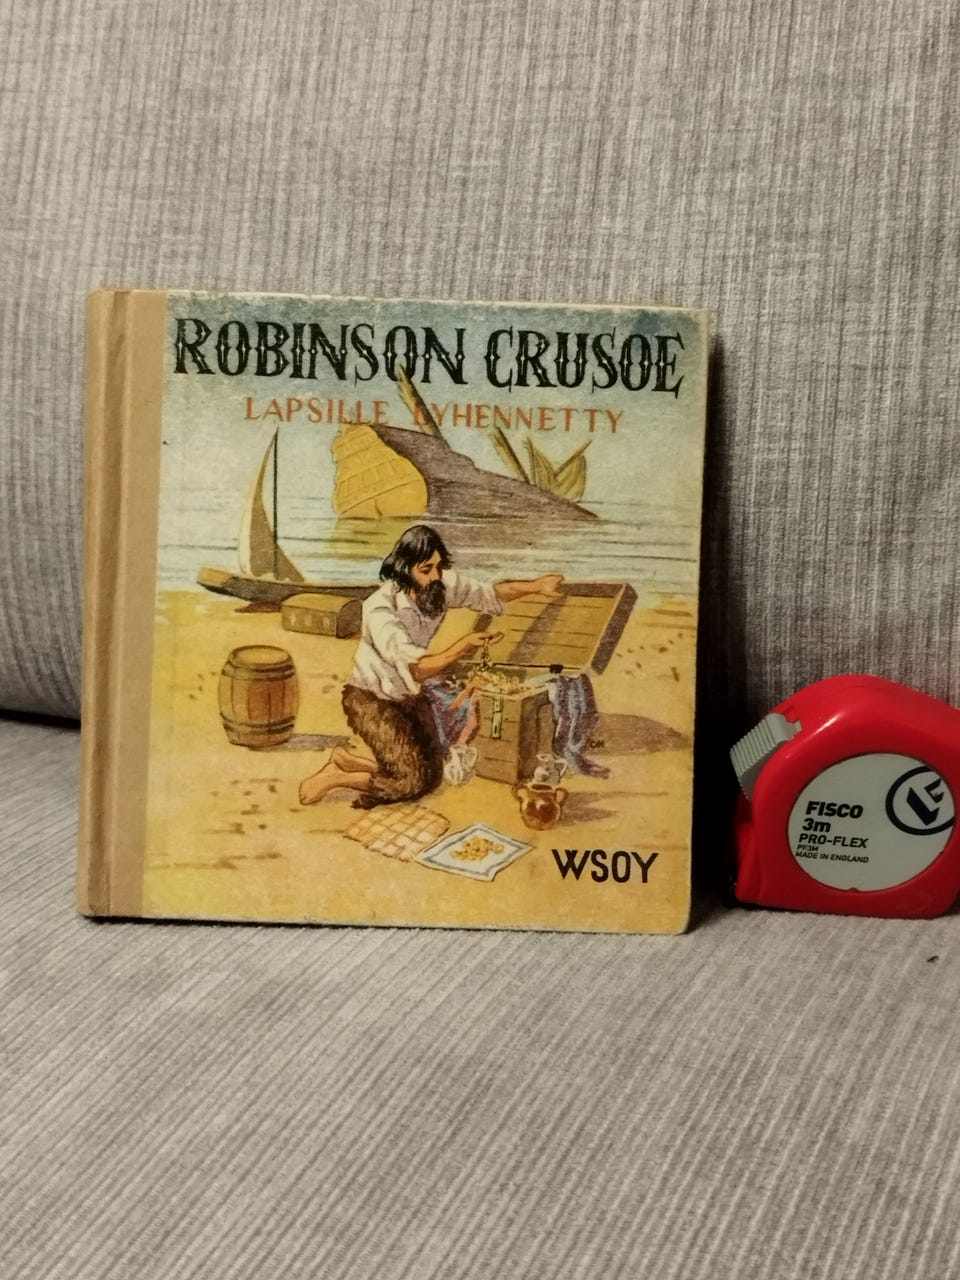 ROBINSON CRUSOE
LAPSILLE LYHENNETTY
WSOY
FISCO
3m
PRO-FLEX
PF3M
MADE IN ENGLAND